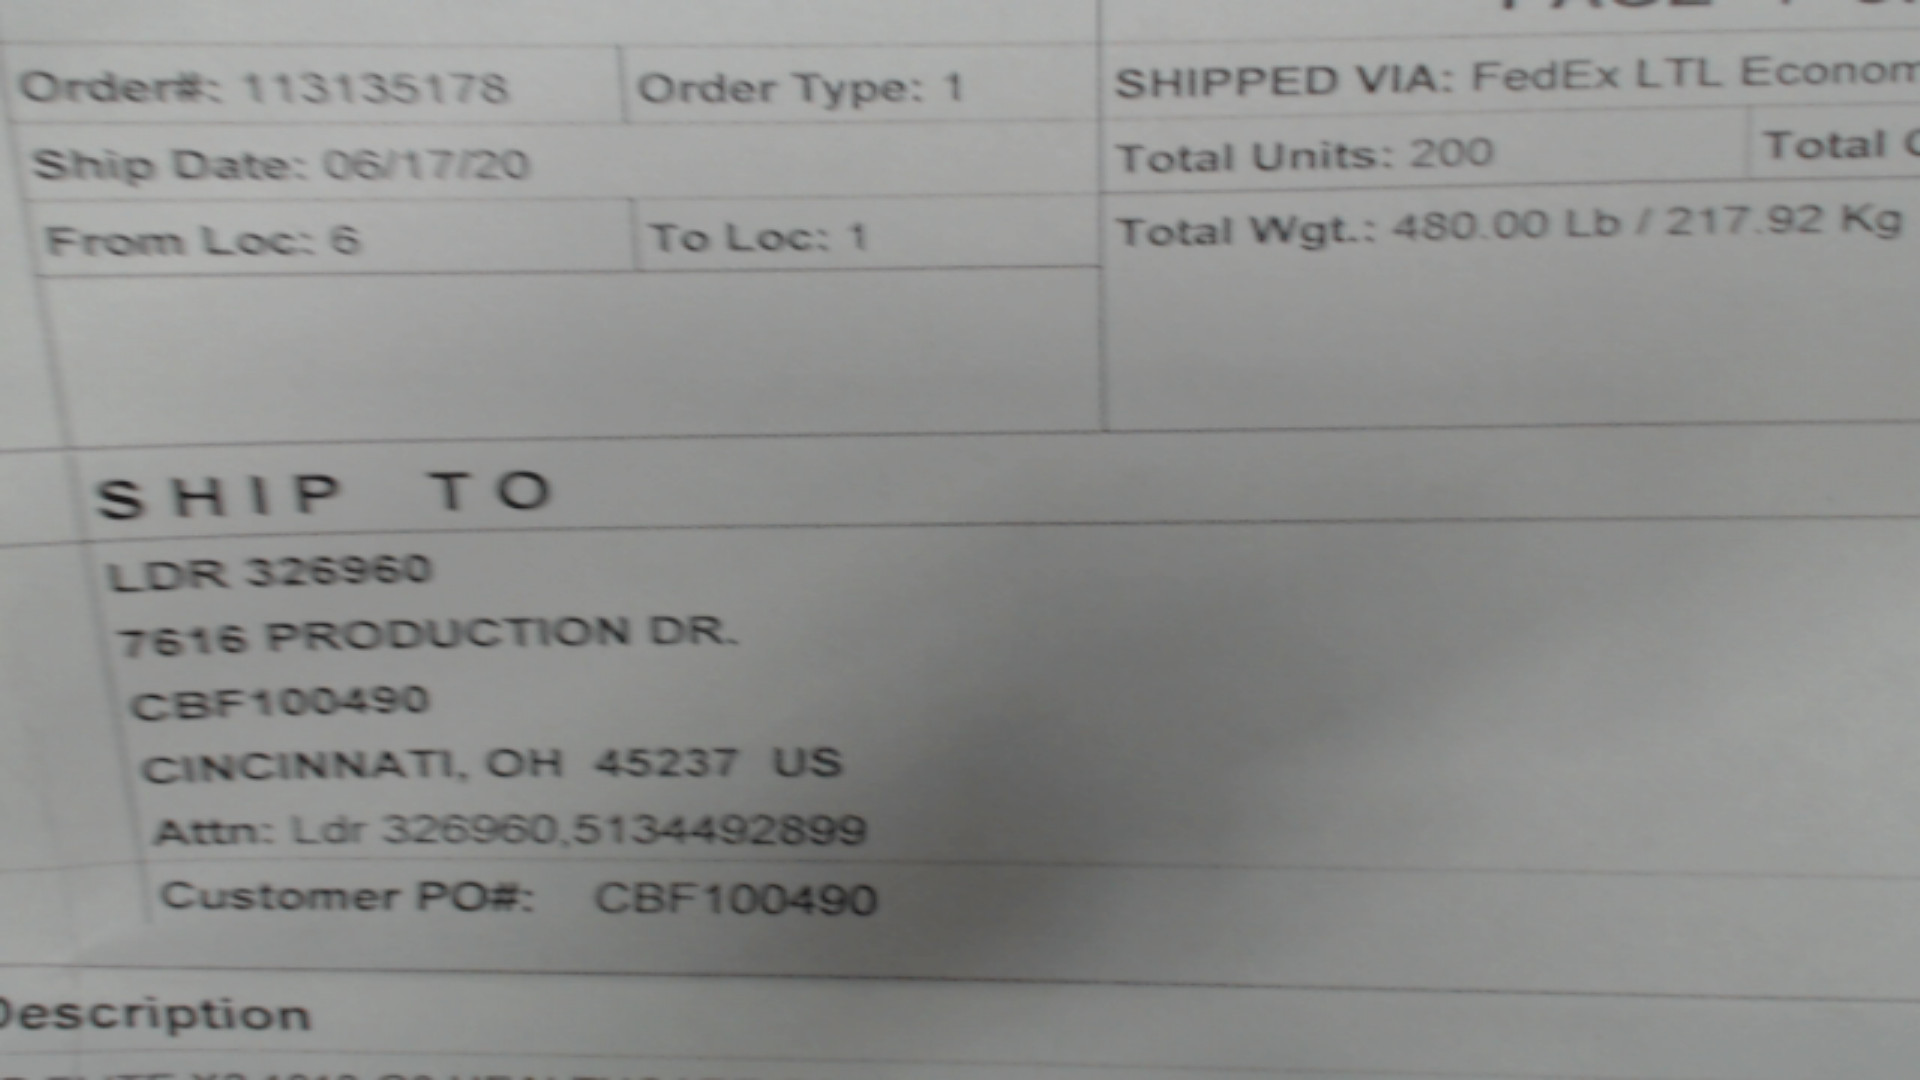 Order#: 113135178
Order Type: 1
SHIPPED VIA: FedEx LTL Econom
Ship Date: 06/17/20
Total Units: 200
Total
From Loc: 6
To Loc: 1
Total Wgt.: 480.00 Lb / 217.92 Kg
SHIP TO
LDR 326960
7616 PRODUCTION DR.
CBF100490
CINCINNATI, OH 45237 US
Attn: Ldr 326960,5134492899
Customer PO#: CBF100490
Description